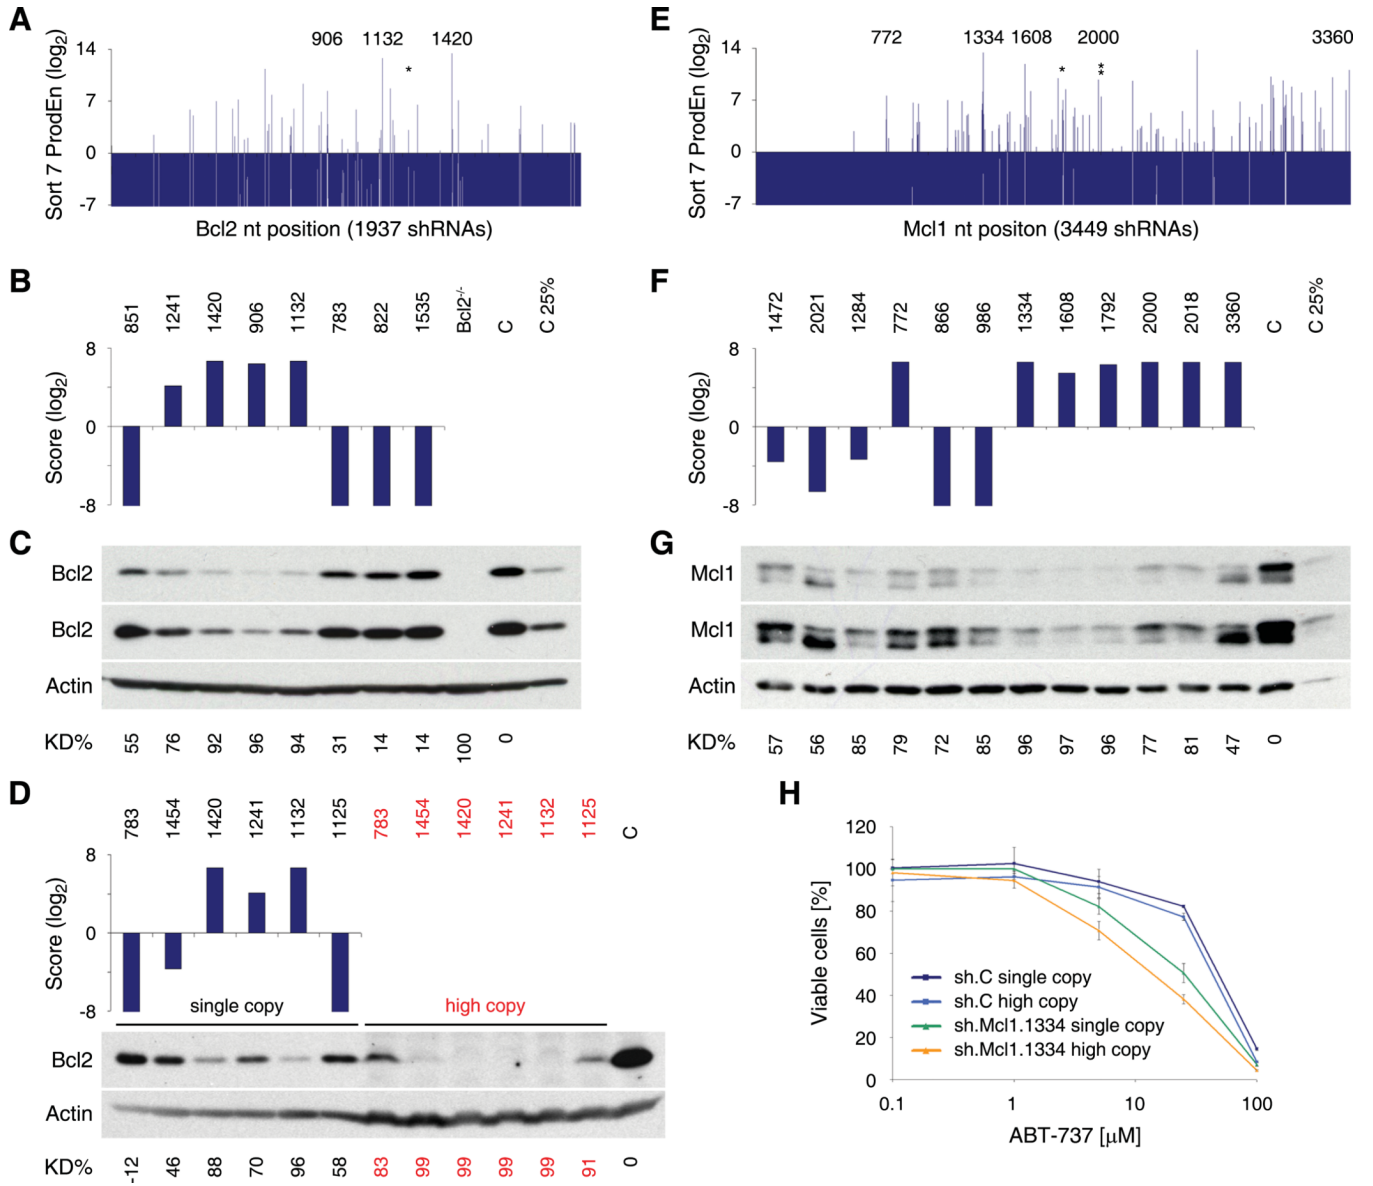 A
906 1132 1420
*
Sort 7 ProdEn (log2)
14
7
0
-7
Bcl2 nt position (1937 shRNAs)
E
772 1334 1608 2000 3360
* * *
Sort 7 ProdEn (log2)
14
7
0
-7
Mcl1 nt positon (3449 shRNAs)
B
851 1241 1420 906 1132 783 822 1535 Bcl2-/- C C 25%
Score (log2)
8
0
-8
F
1472 2021 1284 772 866 986 1334 1608 1792 2000 2018 3360 C C 25%
Score (log2)
8
0
-8
C
Bcl2
Bcl2
Actin
KD% 55 76 92 96 94 31 14 14 100 0
G
Mcl1
Mcl1
Actin
KD% 57 56 85 79 72 85 96 97 96 77 81 47 0
D
783 1454 1420 1241 1132 1125 783 1454 1420 1241 1132 1125 C
Score (log2)
8
0
-8
single copy high copy
Bcl2
Actin
KD% -12 46 88 70 96 58 83 99 99 99 99 91 0
H
Viable cells [%]
120
100
80
60
40
20
0
sh.C single copy
sh.C high copy
sh.Mcl1.1334 single copy
sh.Mcl1.1334 high copy
0.1 1 10 100
ABT-737 [μM]